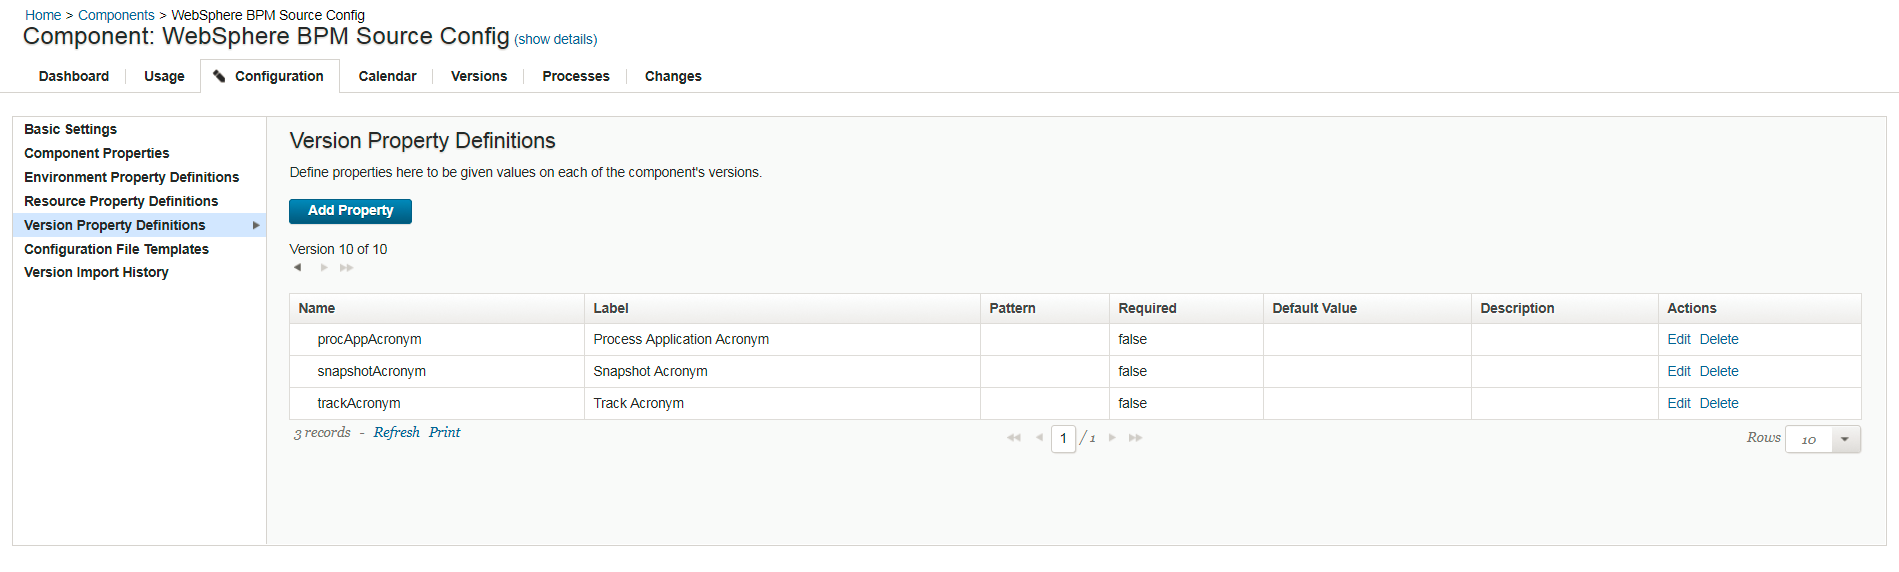 Home > Components > WebSphere BPM Source Config
Component: WebSphere BPM Source Config (show details)
Dashboard Usage Configuration Calendar Versions Processes Changes
Basic Settings
Component Properties
Environment Property Definitions
Resource Property Definitions
Version Property Definitions
Configuration File Templates
Version Import History
Version Property Definitions
Define properties here to be given values on each of the component's versions.
Add Property
Version 10 of 10
Name Label Pattern Required Default Value Description Actions
procAppAcronym Process Application Acronym false Edit Delete
snapshotAcronym Snapshot Acronym false Edit Delete
trackAcronym Track Acronym false Edit Delete
3 records - Refresh Print 1 / 1 Rows 10